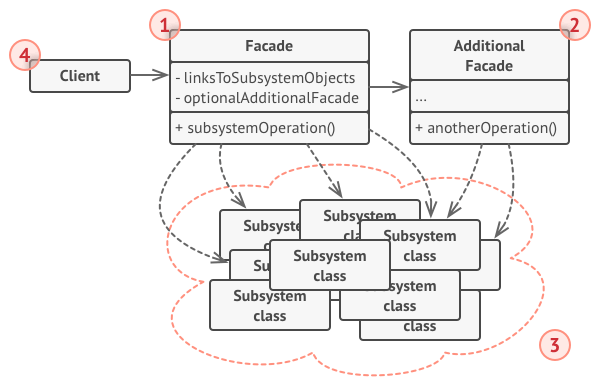 1
2
4
Client
Facade
- linksToSubsystemObjects
- optionalAdditionalFacade
+ subsystemOperation()
Additional
Facade
...
+ anotherOperation()
Subsystem
Subsystem
class
Subsystem
class
Subsystem
class
Subsystem
class
Subsystem
class
class
3